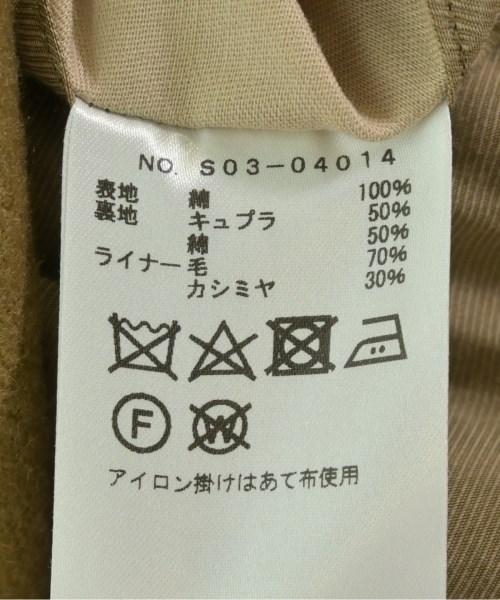 NO. S03-04014
表地 綿 100%
裏地 キュプラ 50%
綿 50%
ライナー 毛 70%
カシミヤ 30%
F W
アイロン掛けはあて布使用